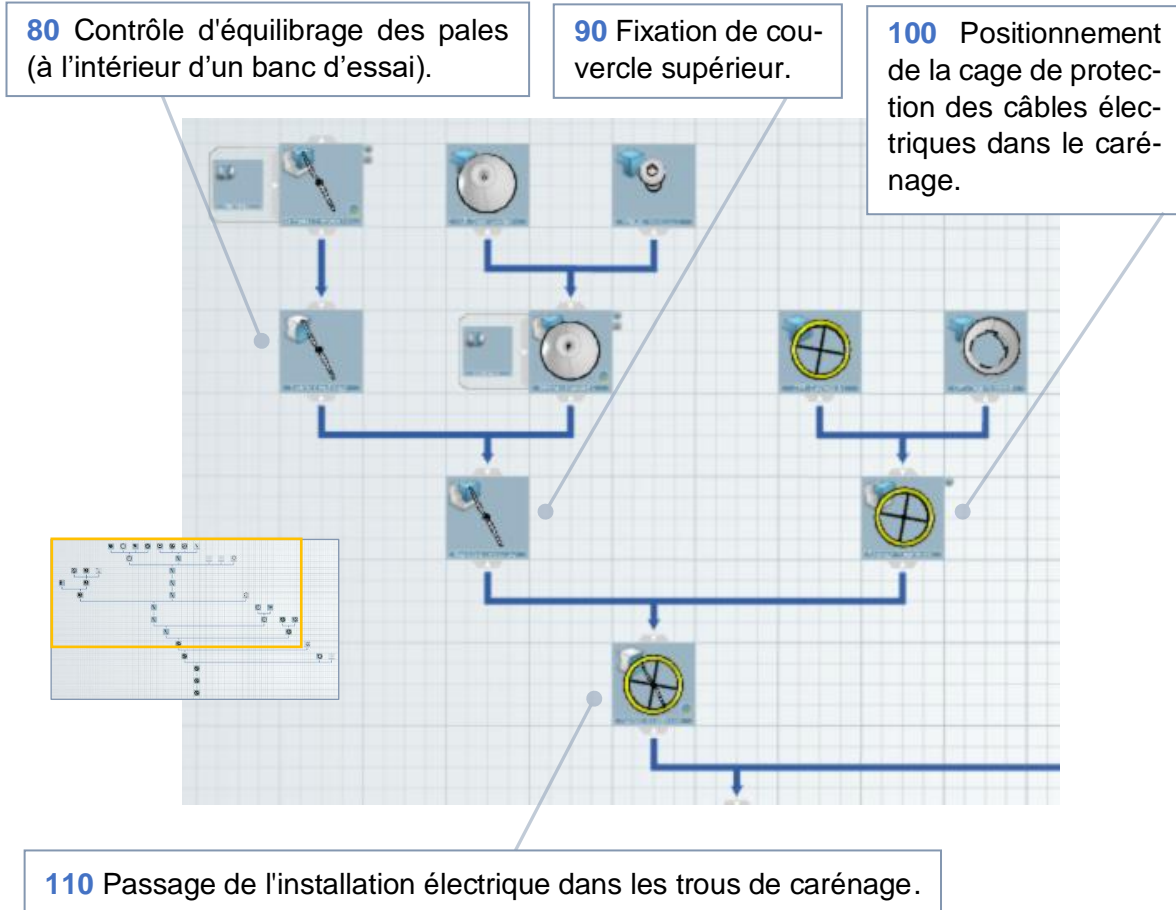 80 Contrôle d'équilibrage des pales
(à l'intérieur d'un banc d'essai).
90 Fixation de cou-
vercle supérieur.
100 Positionnement
de la cage de protec-
tion des câbles élec-
triques dans le caré-
nage.
110 Passage de l'installation électrique dans les trous de carénage.